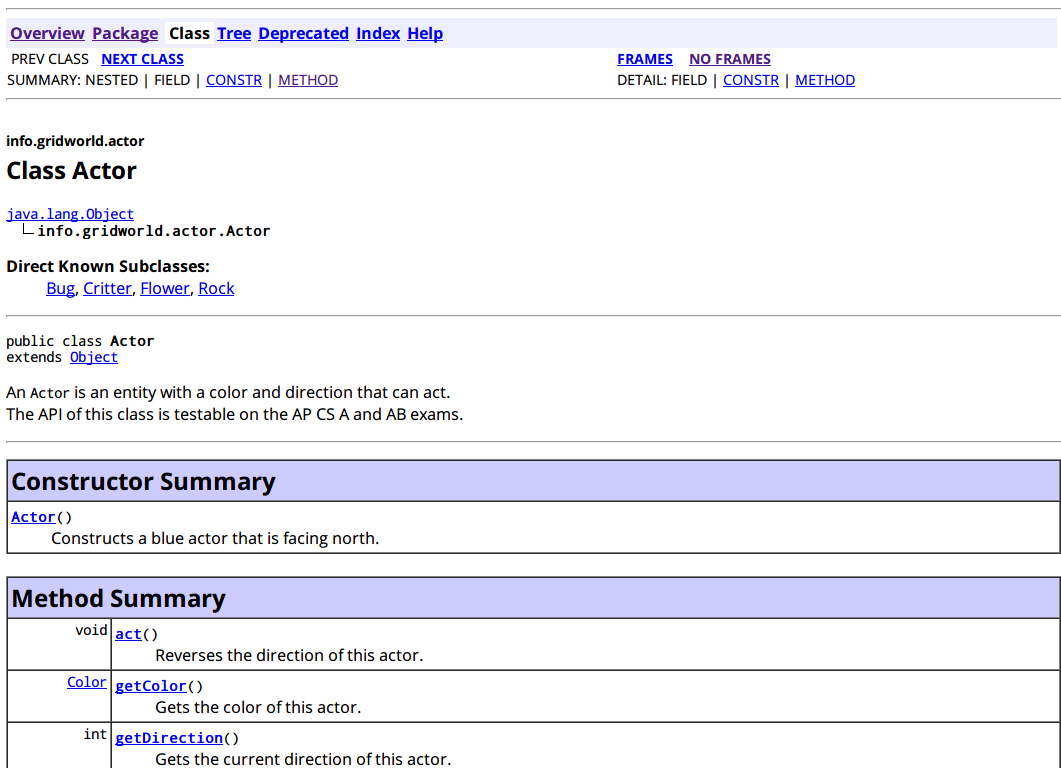 Overview Package Class Tree Deprecated Index Help
PREV CLASS NEXT CLASS FRAMES NO FRAMES
SUMMARY: NESTED | FIELD | CONSTR | METHOD DETAIL: FIELD | CONSTR | METHOD
info.gridworld.actor
Class Actor
java.lang.Object
info.gridworld.actor.Actor
Direct Known Subclasses:
Bug, Critter, Flower, Rock
public class Actor
extends Object
An Actor is an entity with a color and direction that can act.
The API of this class is testable on the AP CS A and AB exams.
Constructor Summary
Actor()
Constructs a blue actor that is facing north.
Method Summary
void act()
Reverses the direction of this actor.
Color getColor()
Gets the color of this actor.
int getDirection()
Gets the current direction of this actor.